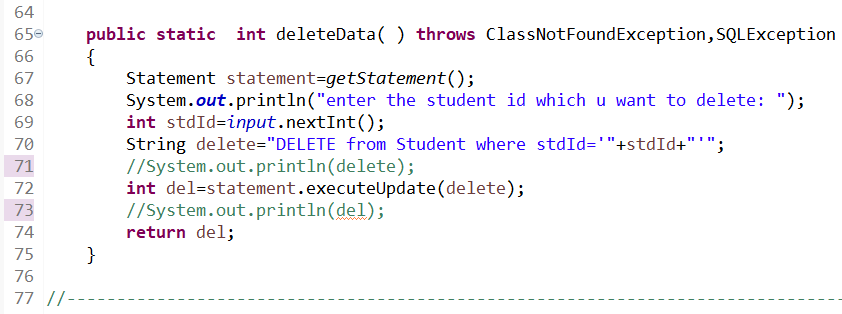 64
65 public static  int deleteData( ) throws ClassNotFoundException,SQLException
66 {
67 Statement statement=getStatement();
68 System.out.println("enter the student id which u want to delete: ");
69 int stdId=input.nextInt();
70 String delete="DELETE from Student where stdId='"+stdId+"'";
71 //System.out.println(delete);
72 int del=statement.executeUpdate(delete);
73 //System.out.println(del);
74 return del;
75 }
76
77 //------------------------------------------------------------------------------